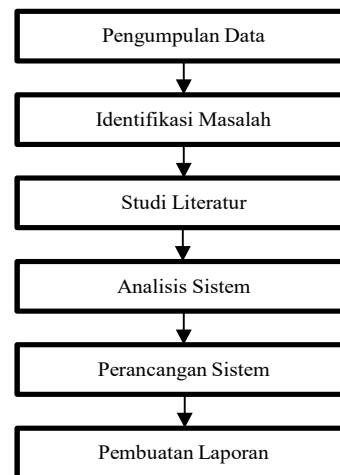 Pengumpulan Data
Identifikasi Masalah
Studi Literatur
Analisis Sistem
Perancangan Sistem
Pembuatan Laporan